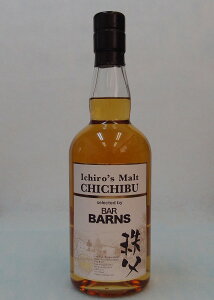 Ichiro's Malt
CHICHIBU
selected by
BAR
BARNS
秩父